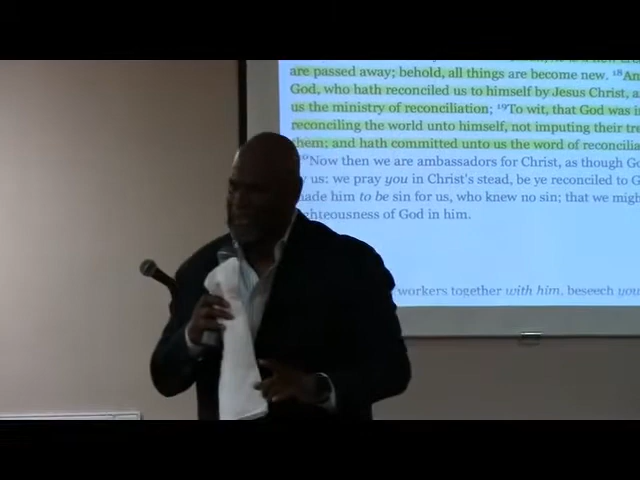 are passed away; behold, all things are become new. ¹⁸An
God, who hath reconciled us to himself by Jesus Christ, a
us the ministry of reconciliation; ¹⁹To wit, that God was i
reconciling the world unto himself, not imputing their tre
them; and hath committed unto us the word of reconcilia
²⁰Now then we are ambassadors for Christ, as though Go
y us: we pray you in Christ's stead, be ye reconciled to G
made him to be sin for us, who knew no sin; that we migh
ghteousness of God in him.
workers together with him, beseech you